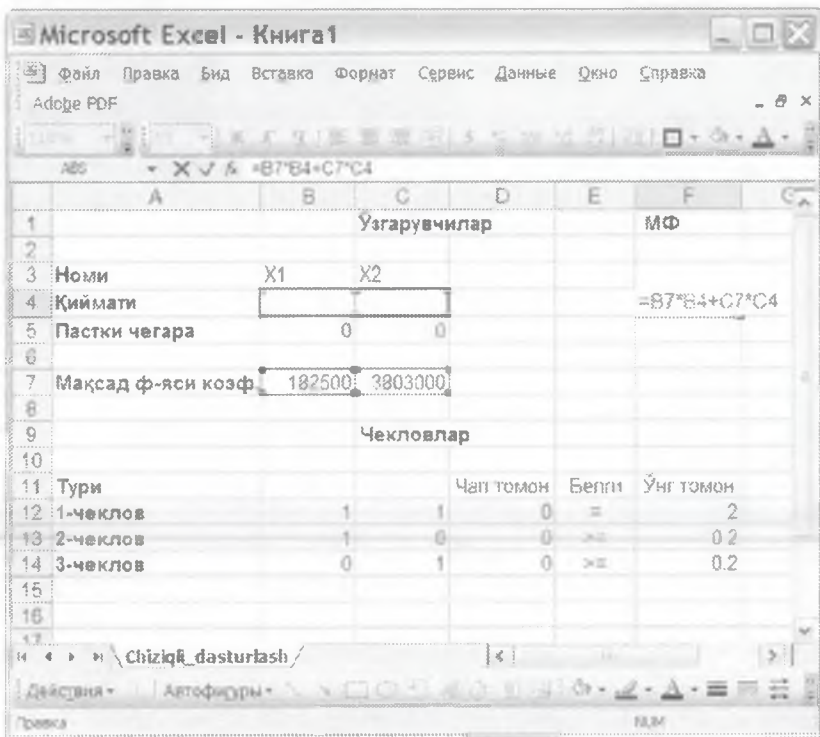 Microsoft Excel - Книга1
Файл Правка Вид Вставка Формат Сервис Данные Окно Справка
Adobe PDF
ABS =B7*B4+C7*C4
A B C D E F G
1 Ўзгарувчилар МФ
2
3 Номи X1 X2
4 Қиймати =B7*B4+C7*C4
5 Пастки чегара 0 0
6
7 Мақсад ф-яси коэф. 182500 3803000
8
9 Чекловлар
10
11 Тури Чап томон Белги Ўнг томон
12 1-чеклов 1 1 0 = 2
13 2-чеклов 1 0 0 >= 0.2
14 3-чеклов 0 1 0 >= 0.2
15
16
17
Chiziqli_dasturlash
Действия Автофигуры
Правка NUM